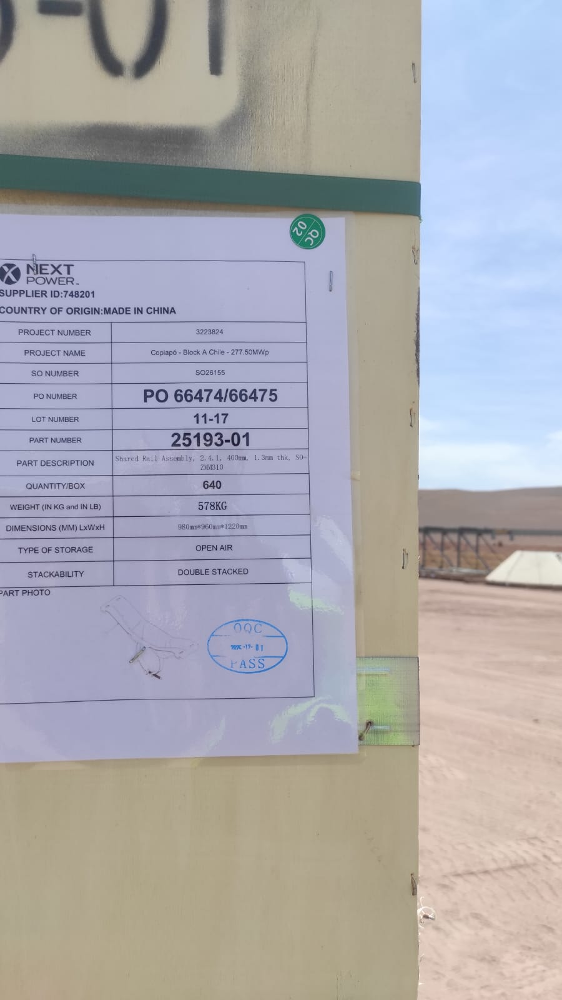 -01
QC
02
NEXT
POWER
SUPPLIER ID:748201
COUNTRY OF ORIGIN:MADE IN CHINA
PROJECT NUMBER 3223824
PROJECT NAME Copiapó - Block A Chile - 277.50MWp
SO NUMBER SO26155
PO NUMBER PO 66474/66475
LOT NUMBER 11-17
PART NUMBER 25193-01
PART DESCRIPTION Shared Rail Assembly, 2.4.1, 400mm, 1.3mm thk, SO-
ZMM310
QUANTITY/BOX 640
WEIGHT (IN KG and IN LB) 578KG
DIMENSIONS (MM) LxWxH 980mm*960mm*1220mm
TYPE OF STORAGE OPEN AIR
STACKABILITY DOUBLE STACKED
PART PHOTO
OQC
PASS